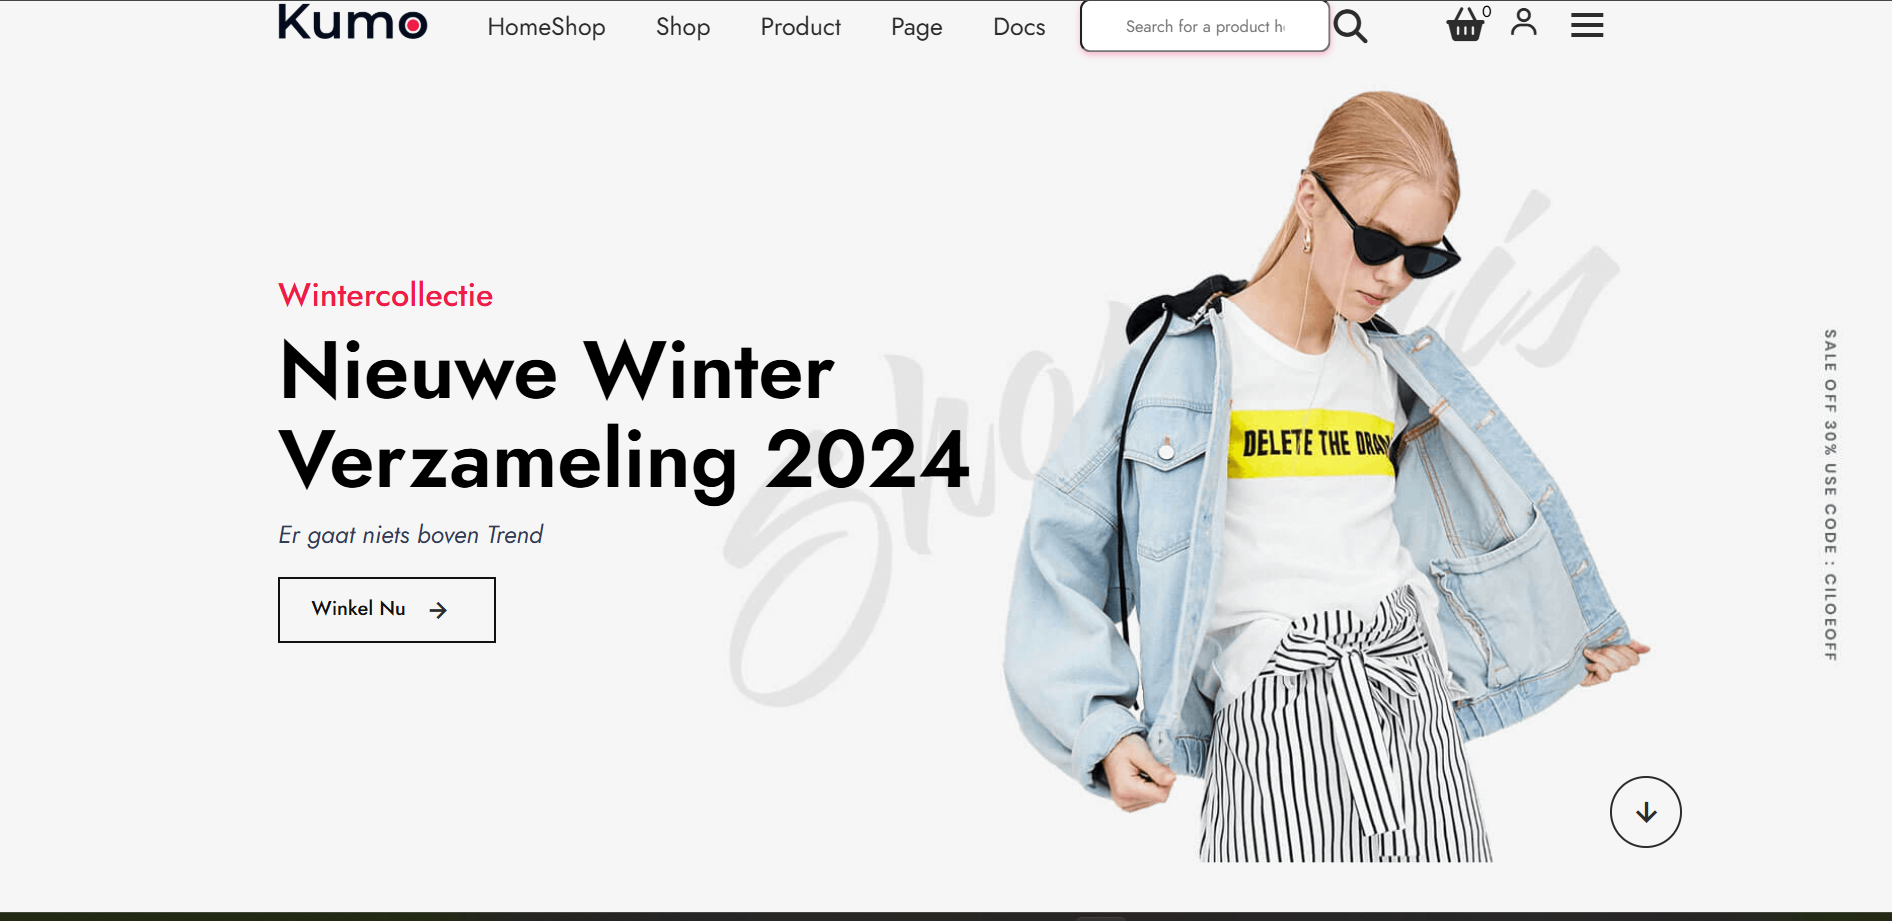 Kumo
HomeShop
Shop
Product
Page
Docs
Search for a product h
0
Wintercollectie
Nieuwe Winter
Verzameling 2024
Er gaat niets boven Trend
Winkel Nu
DELETE THE DRA
SALE OFF 30% USE CODE : CILOEOFF